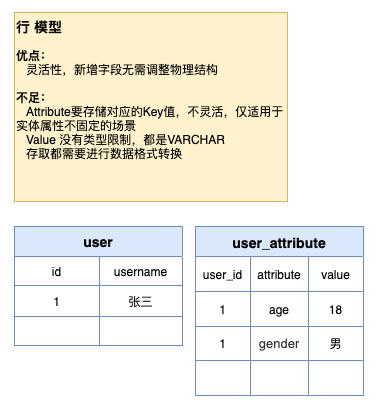 行 模型
优点：
灵活性，新增字段无需调整物理结构
不足：
Attribute要存储对应的Key值，不灵活，仅适用于
实体属性不固定的场景
Value 没有类型限制，都是VARCHAR
存取都需要进行数据格式转换
user
id username
1 张三
user_attribute
user_id attribute value
1 age 18
1 gender 男